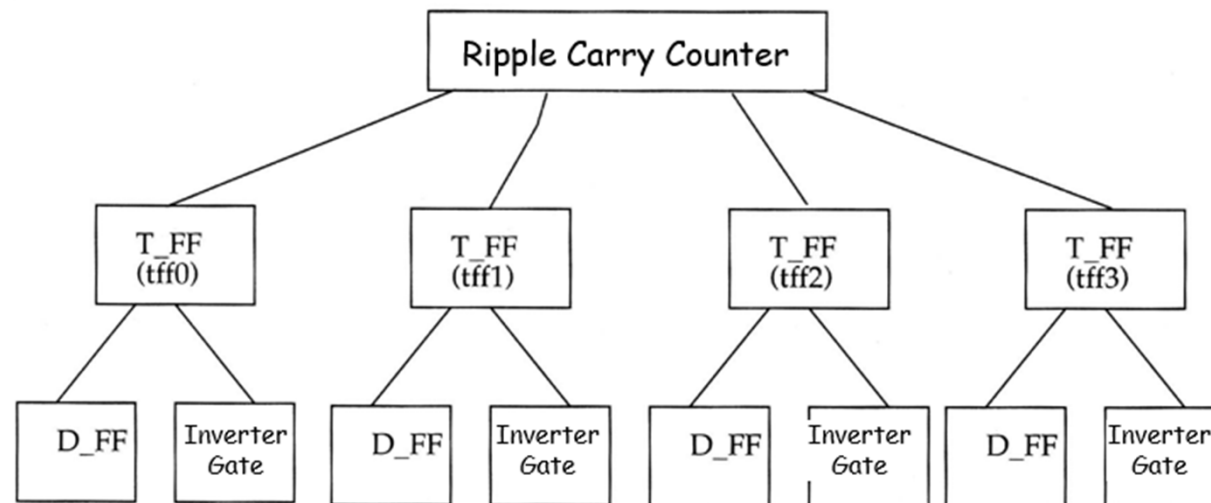 Ripple Carry Counter
T_FF
(tff0)
T_FF
(tff1)
T_FF
(tff2)
T_FF
(tff3)
D_FF
Inverter
Gate
D_FF
Inverter
Gate
D_FF
Inverter
Gate
D_FF
Inverter
Gate